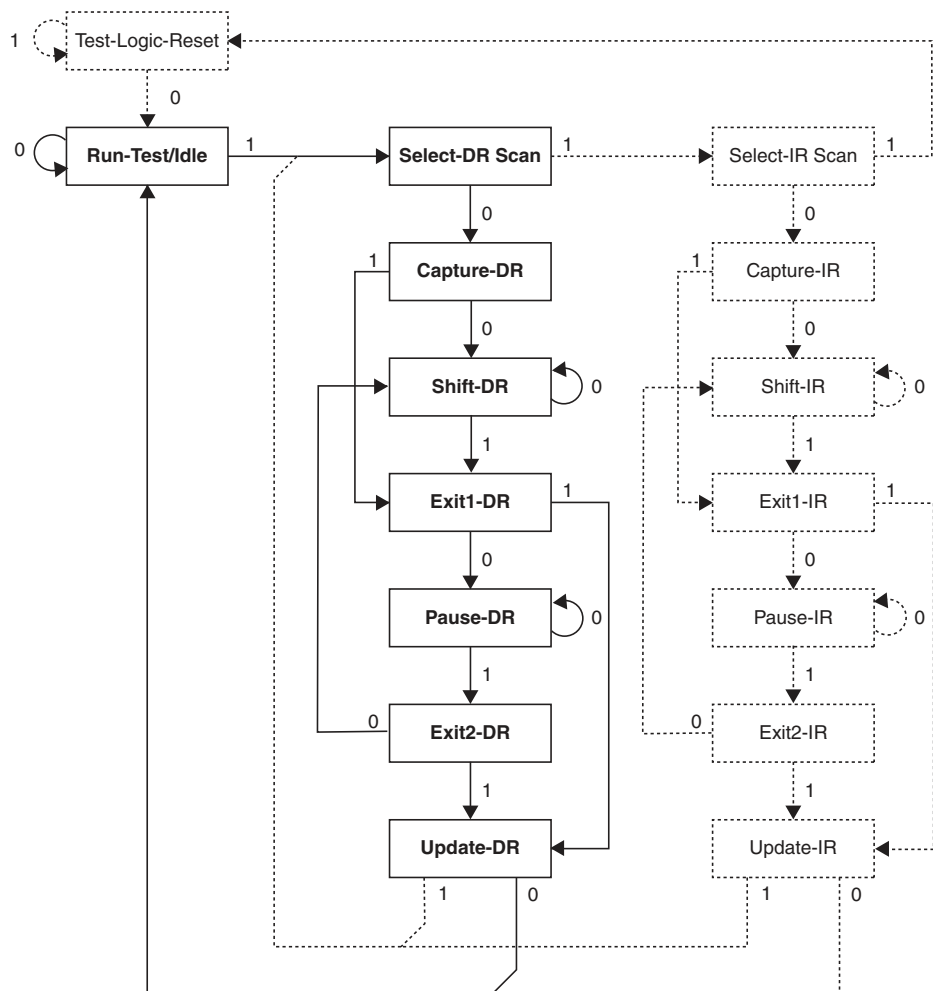 1 Test-Logic-Reset
0
0 Run-Test/Idle 1 Select-DR Scan 1 Select-IR Scan 1
0 0
1 Capture-DR 1 Capture-IR
0 0
Shift-DR 0 Shift-IR 0
1 1
Exit1-DR 1 Exit1-IR 1
0 0
Pause-DR 0 Pause-IR 0
1 1
0 Exit2-DR 0 Exit2-IR
1 1
Update-DR Update-IR
1 0 1 0